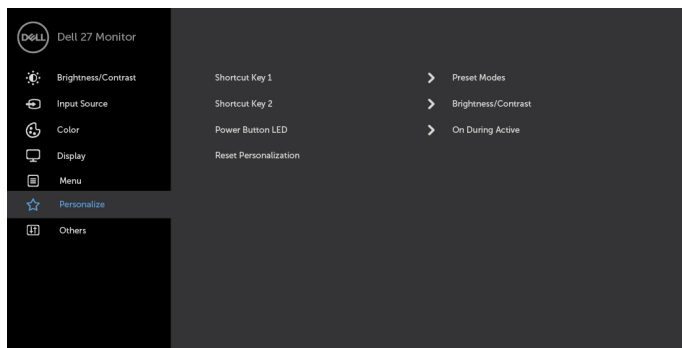 DELL Dell 27 Monitor
Brightness/Contrast
Input Source
Color
Display
Menu
Personalize
Others
Shortcut Key 1 Preset Modes
Shortcut Key 2 Brightness/Contrast
Power Button LED On During Active
Reset Personalization